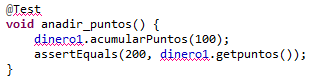 @Test
void anadir_puntos() {
    dinero1.acumularPuntos(100);
    assertEquals(200, dinero1.getpuntos());
}